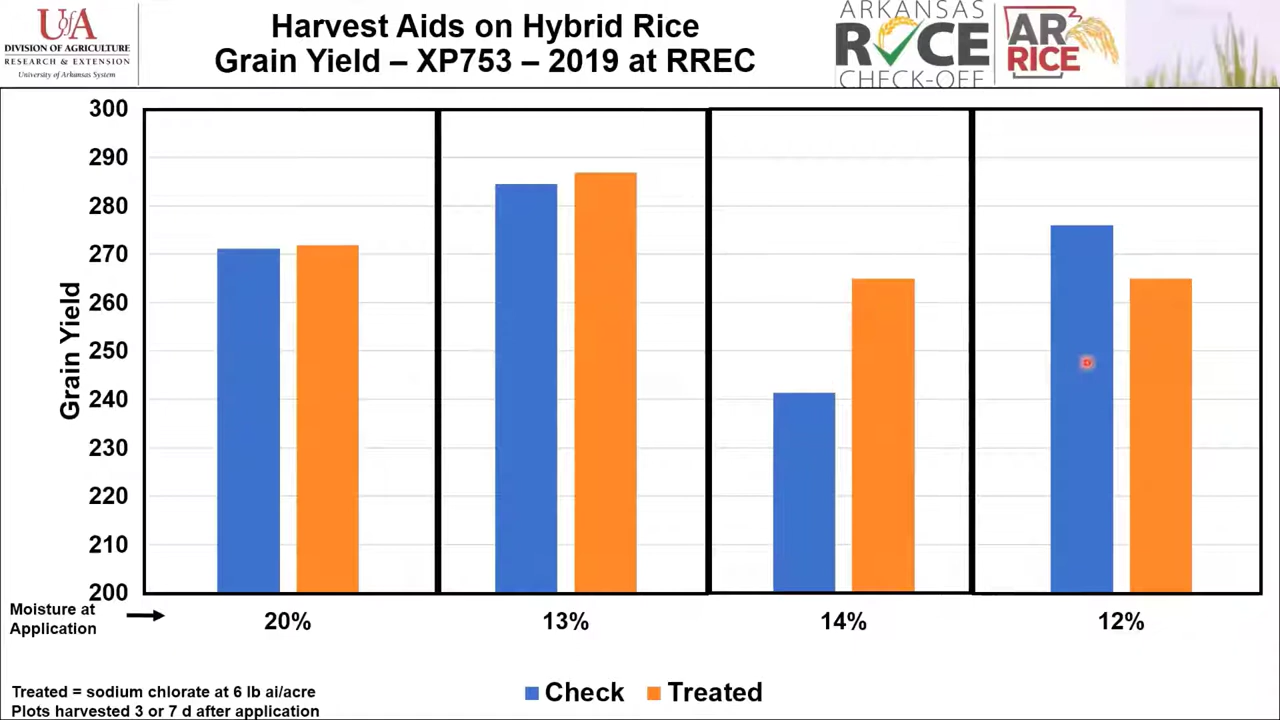 UofA
DIVISION OF AGRICULTURE
RESEARCH & EXTENSION
University of Arkansas System
Harvest Aids on Hybrid Rice
Grain Yield – XP753 – 2019 at RREC
ARKANSAS
RICE
CHECK-OFF
AR
RICE
300
290
280
270
260
250
240
230
220
210
200
Grain Yield
Moisture at
Application
20%
13%
14%
12%
Treated = sodium chlorate at 6 lb ai/acre
Plots harvested 3 or 7 d after application
Check
Treated